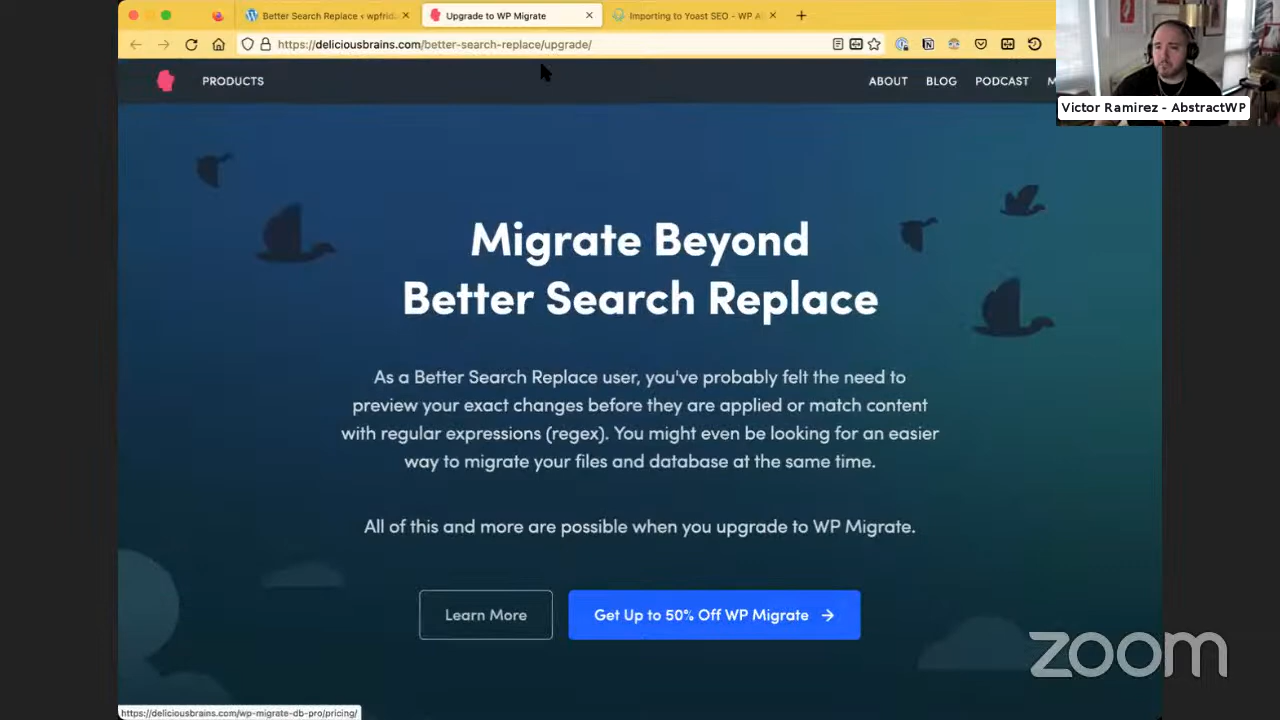 Better Search Replace ‹ wpfrid
Upgrade to WP Migrate
Importing to Yoast SEO - WP A
https://deliciousbrains.com/better-search-replace/upgrade/
PRODUCTS
ABOUT
BLOG
PODCAST
M
Victor Ramirez - AbstractWP
Migrate Beyond
Better Search Replace
As a Better Search Replace user, you've probably felt the need to
preview your exact changes before they are applied or match content
with regular expressions (regex). You might even be looking for an easier
way to migrate your files and database at the same time.
All of this and more are possible when you upgrade to WP Migrate.
Learn More
Get Up to 50% Off WP Migrate →
zoom
https://deliciousbrains.com/wp-migrate-db-pro/pricing/